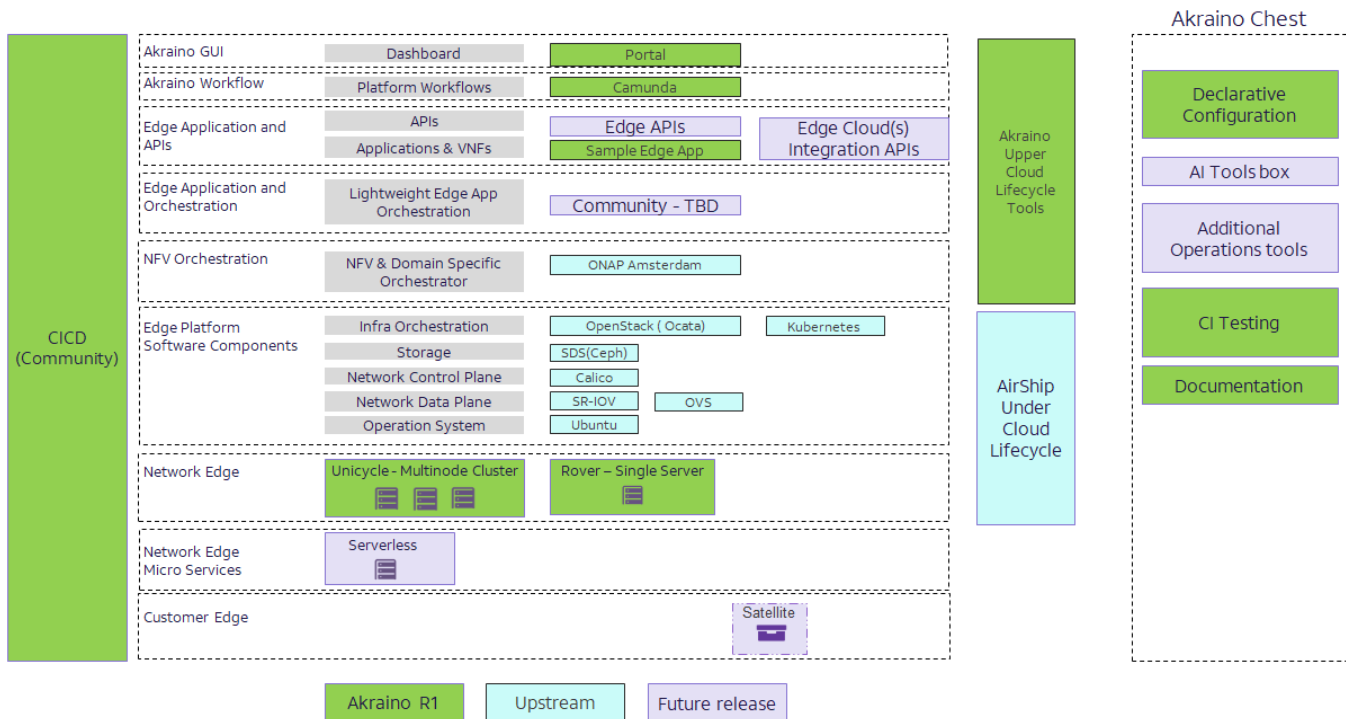 Akraino Chest
CICD
(Community)
Akraino GUI
Dashboard
Portal
Akraino Workflow
Platform Workflows
Camunda
Edge Application and
APIs
APIs
Edge APIs
Edge Cloud(s)
Integration APIs
Applications & VNFs
Sample Edge App
Edge Application and
Orchestration
Lightweight Edge App
Orchestration
Community - TBD
NFV Orchestration
NFV & Domain Specific
Orchestrator
ONAP Amsterdam
Edge Platform
Software Components
Infra Orchestration
OpenStack ( Ocata)
Kubernetes
Storage
SDS(Ceph)
Network Control Plane
Calico
Network Data Plane
SR-IOV
OVS
Operation System
Ubuntu
Network Edge
Unicycle - Multinode Cluster
Rover – Single Server
Network Edge
Micro Services
Serverless
Customer Edge
Satellite
Akraino
Upper
Cloud
Lifecycle
Tools
AirShip
Under
Cloud
Lifecycle
Declarative
Configuration
AI Tools box
Additional
Operations tools
CI Testing
Documentation
Akraino R1
Upstream
Future release